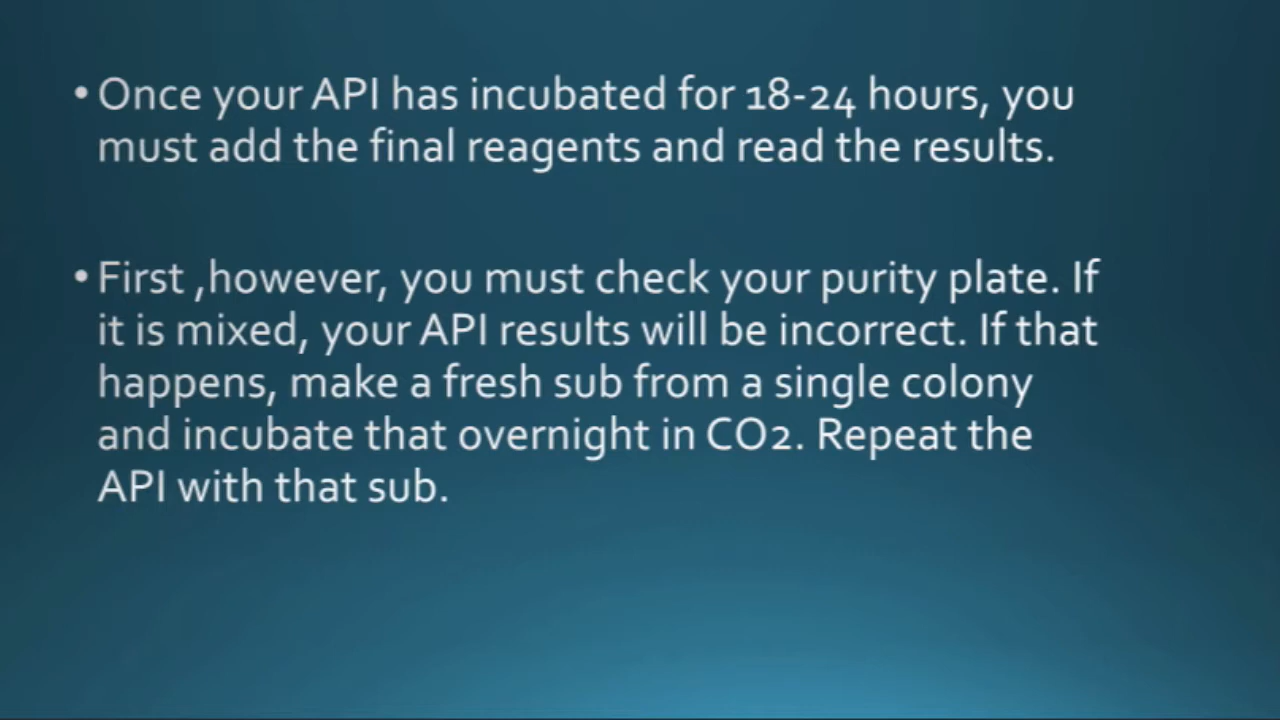 • Once your API has incubated for 18-24 hours, you
must add the final reagents and read the results.
• First ,however, you must check your purity plate. If
it is mixed, your API results will be incorrect. If that
happens, make a fresh sub from a single colony
and incubate that overnight in CO2. Repeat the
API with that sub.